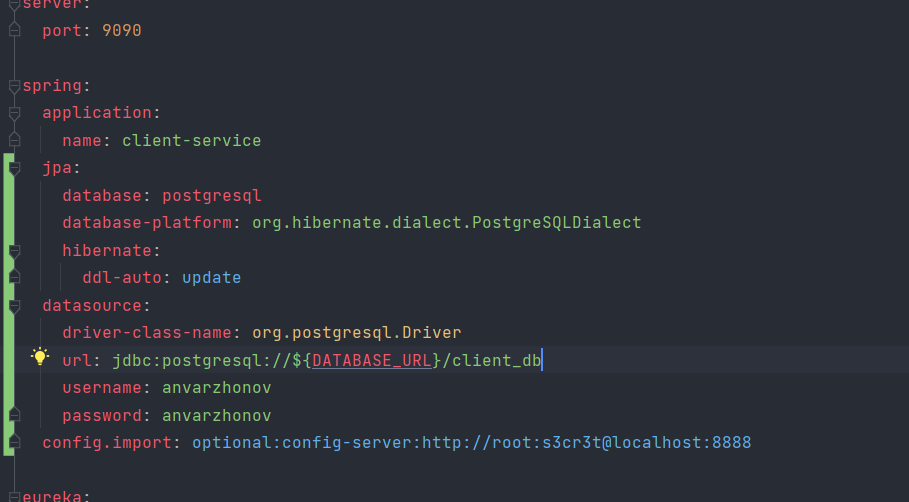 server:
port: 9090
spring:
application:
name: client-service
jpa:
database: postgresql
database-platform: org.hibernate.dialect.PostgreSQLDialect
hibernate:
ddl-auto: update
datasource:
driver-class-name: org.postgresql.Driver
url: jdbc:postgresql://${DATABASE_URL}/client_db
username: anvarzhonov
password: anvarzhonov
config.import: optional:config-server:http://root:s3cr3t@localhost:8888
eureka: